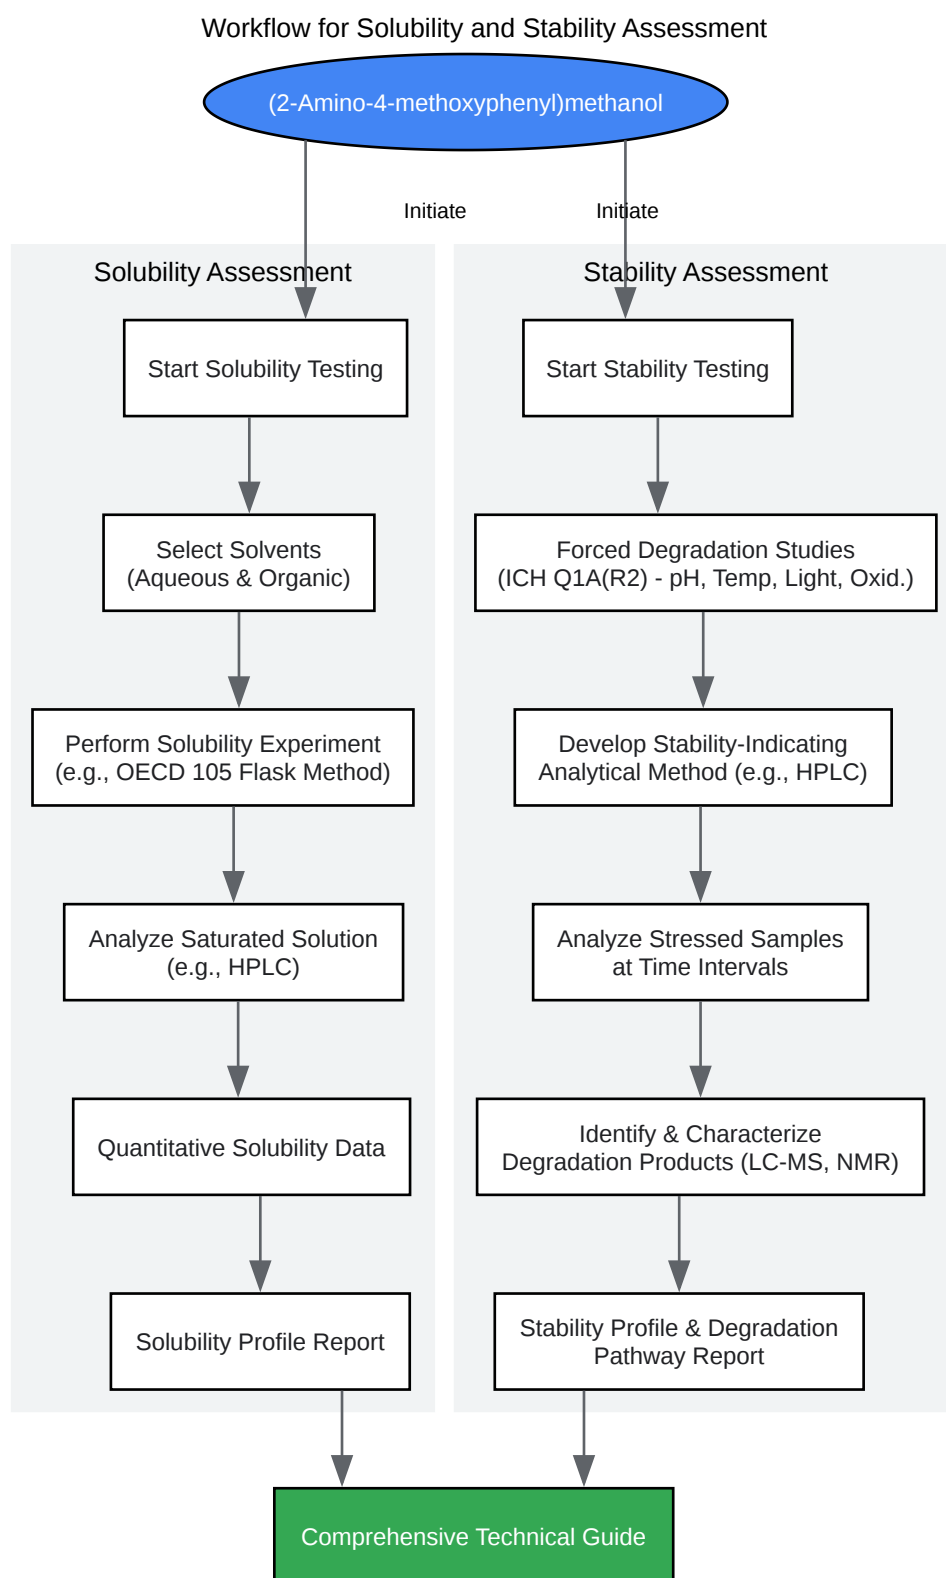 Workflow for Solubility and Stability Assessment
(2-Amino-4-methoxyphenyl)methanol
Initiate
Initiate
Solubility Assessment
Start Solubility Testing
Select Solvents
(Aqueous & Organic)
Perform Solubility Experiment
(e.g., OECD 105 Flask Method)
Analyze Saturated Solution
(e.g., HPLC)
Quantitative Solubility Data
Solubility Profile Report
Stability Assessment
Start Stability Testing
Forced Degradation Studies
(ICH Q1A(R2) - pH, Temp, Light, Oxid.)
Develop Stability-Indicating
Analytical Method (e.g., HPLC)
Analyze Stressed Samples
at Time Intervals
Identify & Characterize
Degradation Products (LC-MS, NMR)
Stability Profile & Degradation
Pathway Report
Comprehensive Technical Guide